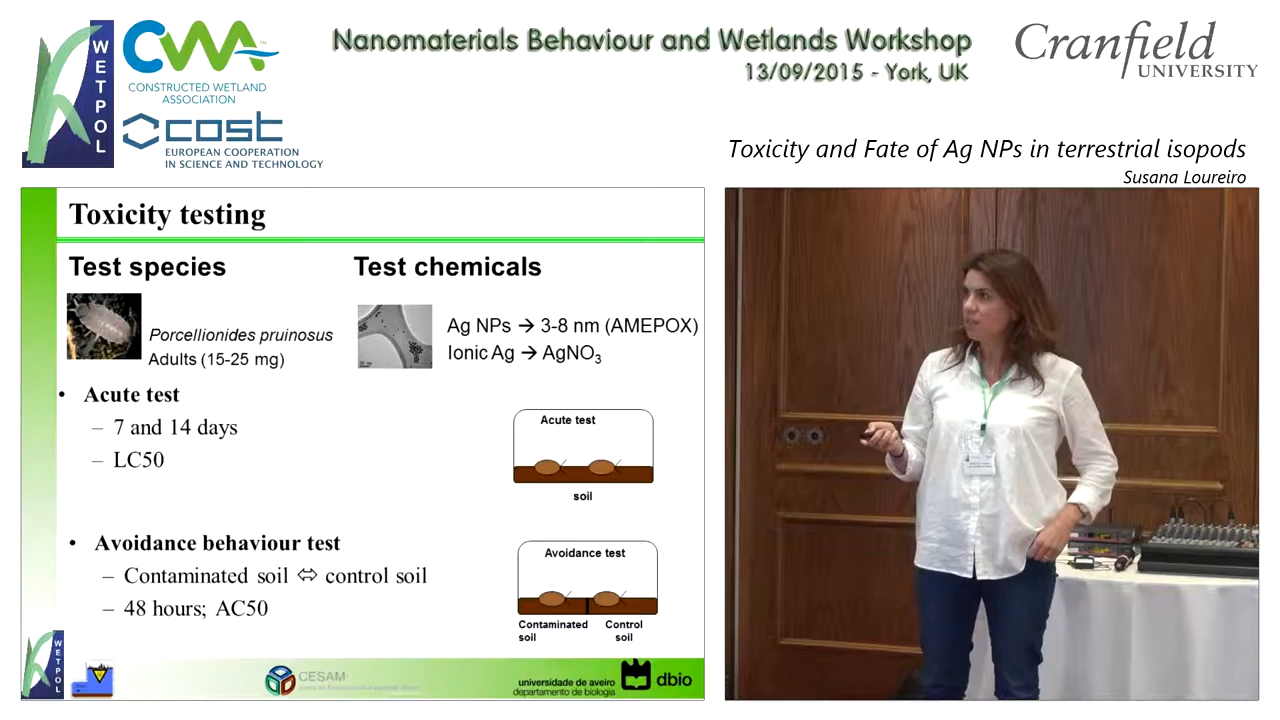 WETPOL
CWA
CONSTRUCTED WETLAND
ASSOCIATION
cost
EUROPEAN COOPERATION
IN SCIENCE AND TECHNOLOGY
Nanomaterials Behaviour and Wetlands Workshop
13/09/2015 - York, UK
Cranfield
UNIVERSITY
Toxicity and Fate of Ag NPs in terrestrial isopods
Susana Loureiro
Toxicity testing
Test species
Test chemicals
Porcellionides pruinosus
Adults (15-25 mg)
Ag NPs → 3-8 nm (AMEPOX)
Ionic Ag → AgNO₃
• Acute test
– 7 and 14 days
– LC50
Acute test
soil
• Avoidance behaviour test
– Contaminated soil ⬄ control soil
– 48 hours; AC50
Avoidance test
Contaminated
soil
Control
soil
WETPOL
CESAM
universidade de aveiro
departamento de biologia
dbio